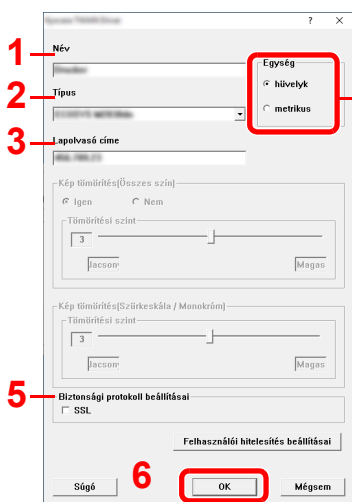 ? ×
1 Név
Egység
hüvelyk
metrikus
2 Típus
3 Lapolvasó címe
Kép tömörítés(Összes szín)
Igen Nem
Tömörítési szint
3
lacsony Magas
Kép tömörítés(Szürkeskála / Monokróm)
Tömörítési szint
3
lacsony Magas
5 Biztonsági protokoll beállításai
SSL
Felhasználói hitelesítés beállításai
Súgó 6 OK Mégsem